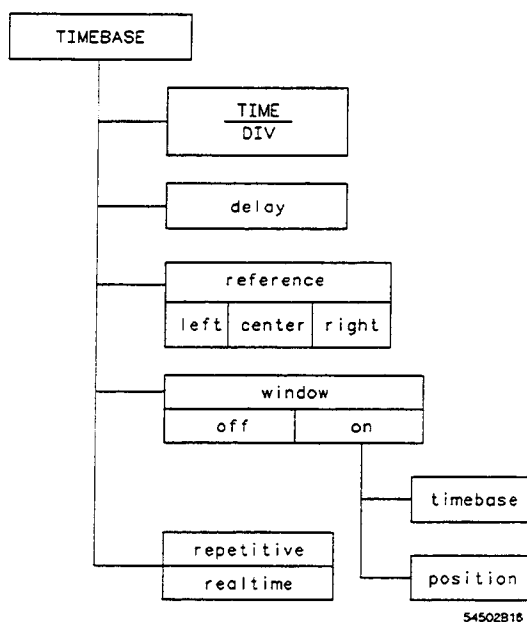 TIMEBASE
TIME
DIV
delay
reference
left center right
window
off on
timebase
repetitive
realtime
position
54502B18